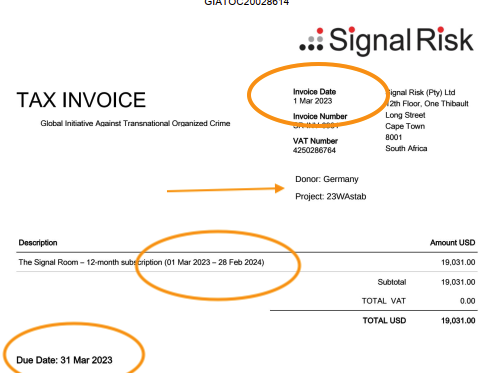 GIATOC20028614
Signal Risk
TAX INVOICE
Global Initiative Against Transnational Organized Crime
Invoice Date
1 Mar 2023
Invoice Number
VAT Number
4250286764
Signal Risk (Pty) Ltd
12th Floor, One Thibault
Long Street
Cape Town
8001
South Africa
Donor: Germany
Project: 23WAstab
Description Amount USD
The Signal Room – 12-month subscription (01 Mar 2023 – 28 Feb 2024) 19,031.00
Subtotal 19,031.00
TOTAL VAT 0.00
TOTAL USD 19,031.00
Due Date: 31 Mar 2023